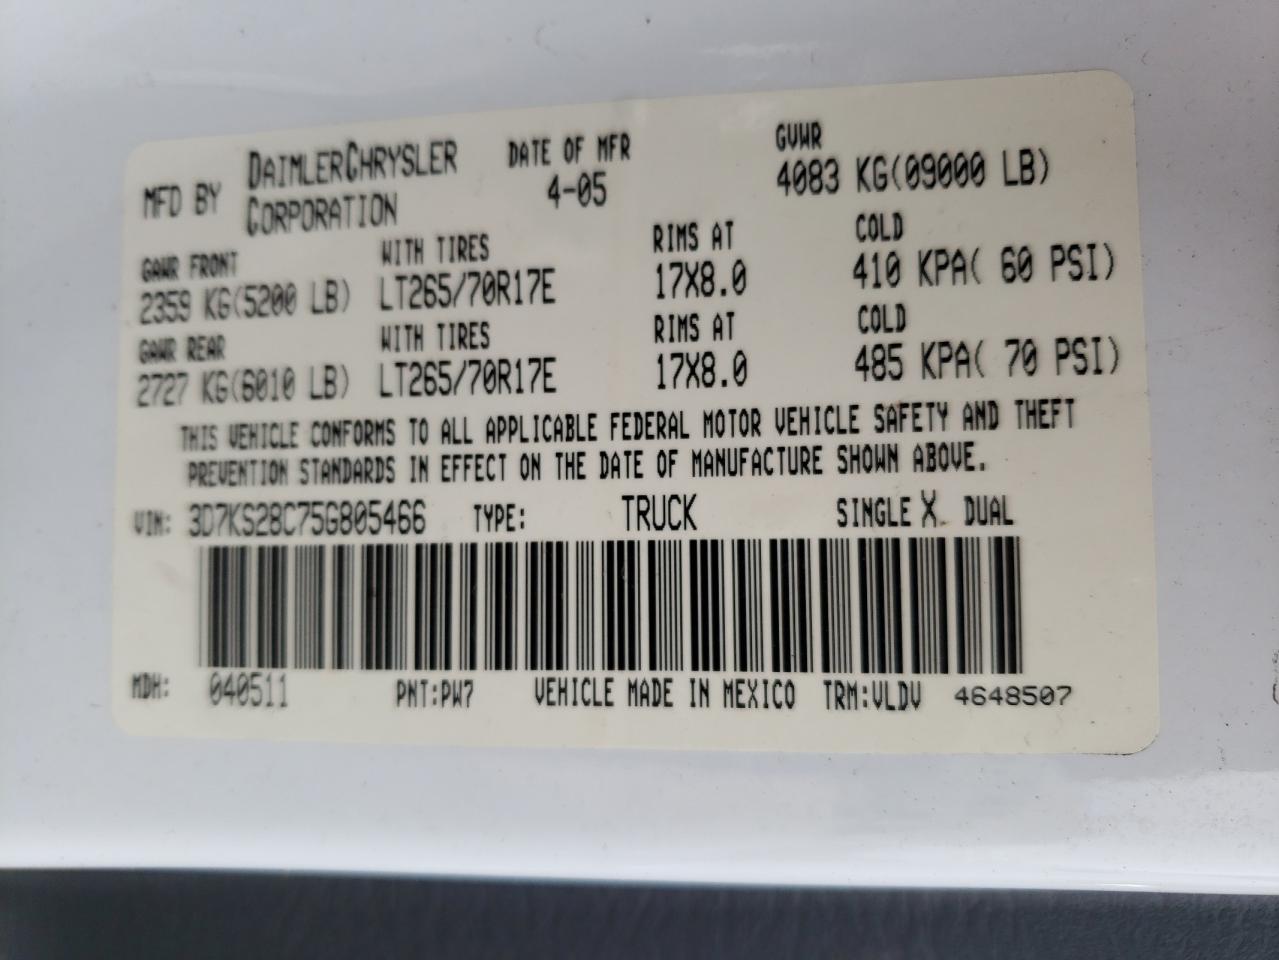 MFD BY DAIMLERCHRYSLER CORPORATION DATE OF MFR 4-05 GVWR 4083 KG(09000 LB)
GAWR FRONT WITH TIRES RIMS AT COLD
2359 KG(5200 LB) LT265/70R17E 17X8.0 410 KPA( 60 PSI)
GAWR REAR WITH TIRES RIMS AT COLD
2727 KG(6010 LB) LT265/70R17E 17X8.0 485 KPA( 70 PSI)
THIS VEHICLE CONFORMS TO ALL APPLICABLE FEDERAL MOTOR VEHICLE SAFETY AND THEFT
PREVENTION STANDARDS IN EFFECT ON THE DATE OF MANUFACTURE SHOWN ABOVE.
VIN: 3D7KS28C75G805466 TYPE: TRUCK SINGLE X DUAL
MDH: 040511 PNT:PW7 VEHICLE MADE IN MEXICO TRM:VLDV 4648507